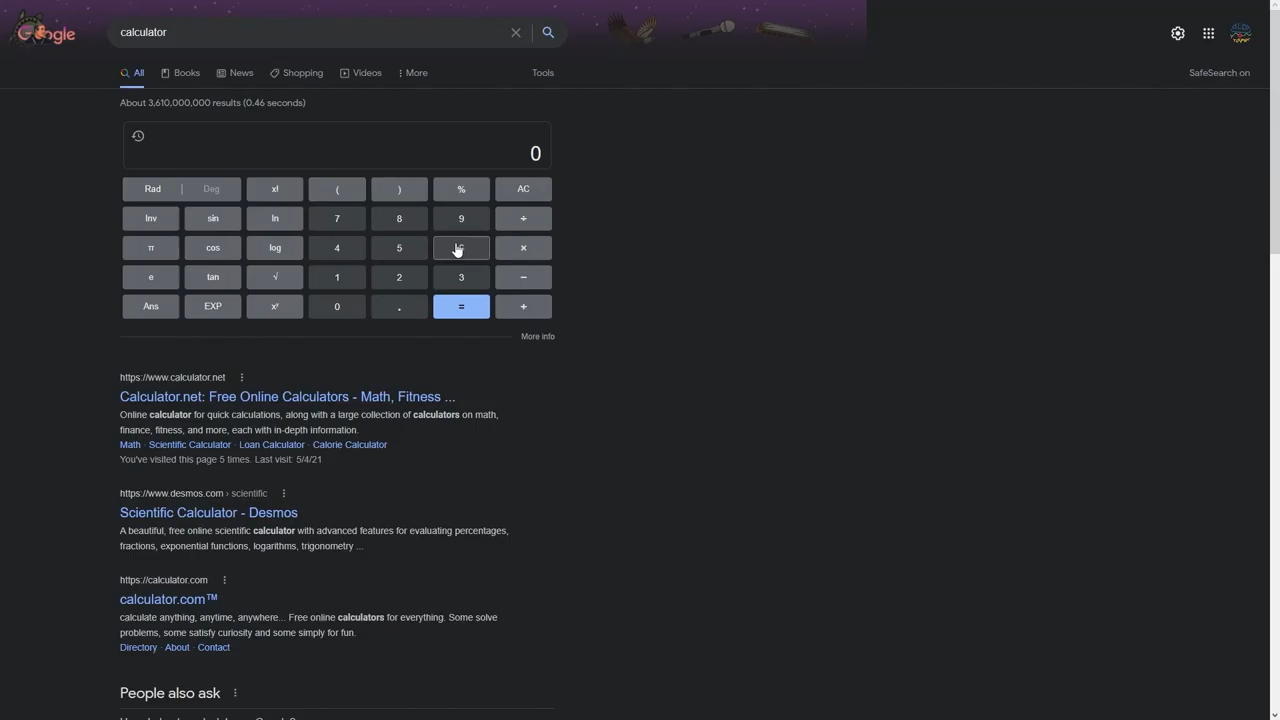 Google
calculator
All
Books
News
Shopping
Videos
More
Tools
SafeSearch on
About 3,610,000,000 results (0.46 seconds)
0
Rad | Deg x! ( ) % AC
Inv sin ln 7 8 9 ÷
π cos log 4 5 ×
e tan √ 1 2 3 −
Ans EXP xʸ 0 . = +
More info
https://www.calculator.net
Calculator.net: Free Online Calculators - Math, Fitness ...
Online calculator for quick calculations, along with a large collection of calculators on math,
finance, fitness, and more, each with in-depth information.
Math · Scientific Calculator · Loan Calculator · Calorie Calculator
You've visited this page 5 times. Last visit: 5/4/21
https://www.desmos.com › scientific
Scientific Calculator - Desmos
A beautiful, free online scientific calculator with advanced features for evaluating percentages,
fractions, exponential functions, logarithms, trigonometry ...
https://calculator.com
calculator.com™
calculate anything, anytime, anywhere... Free online calculators for everything. Some solve
problems, some satisfy curiosity and some simply for fun.
Directory · About · Contact
People also ask